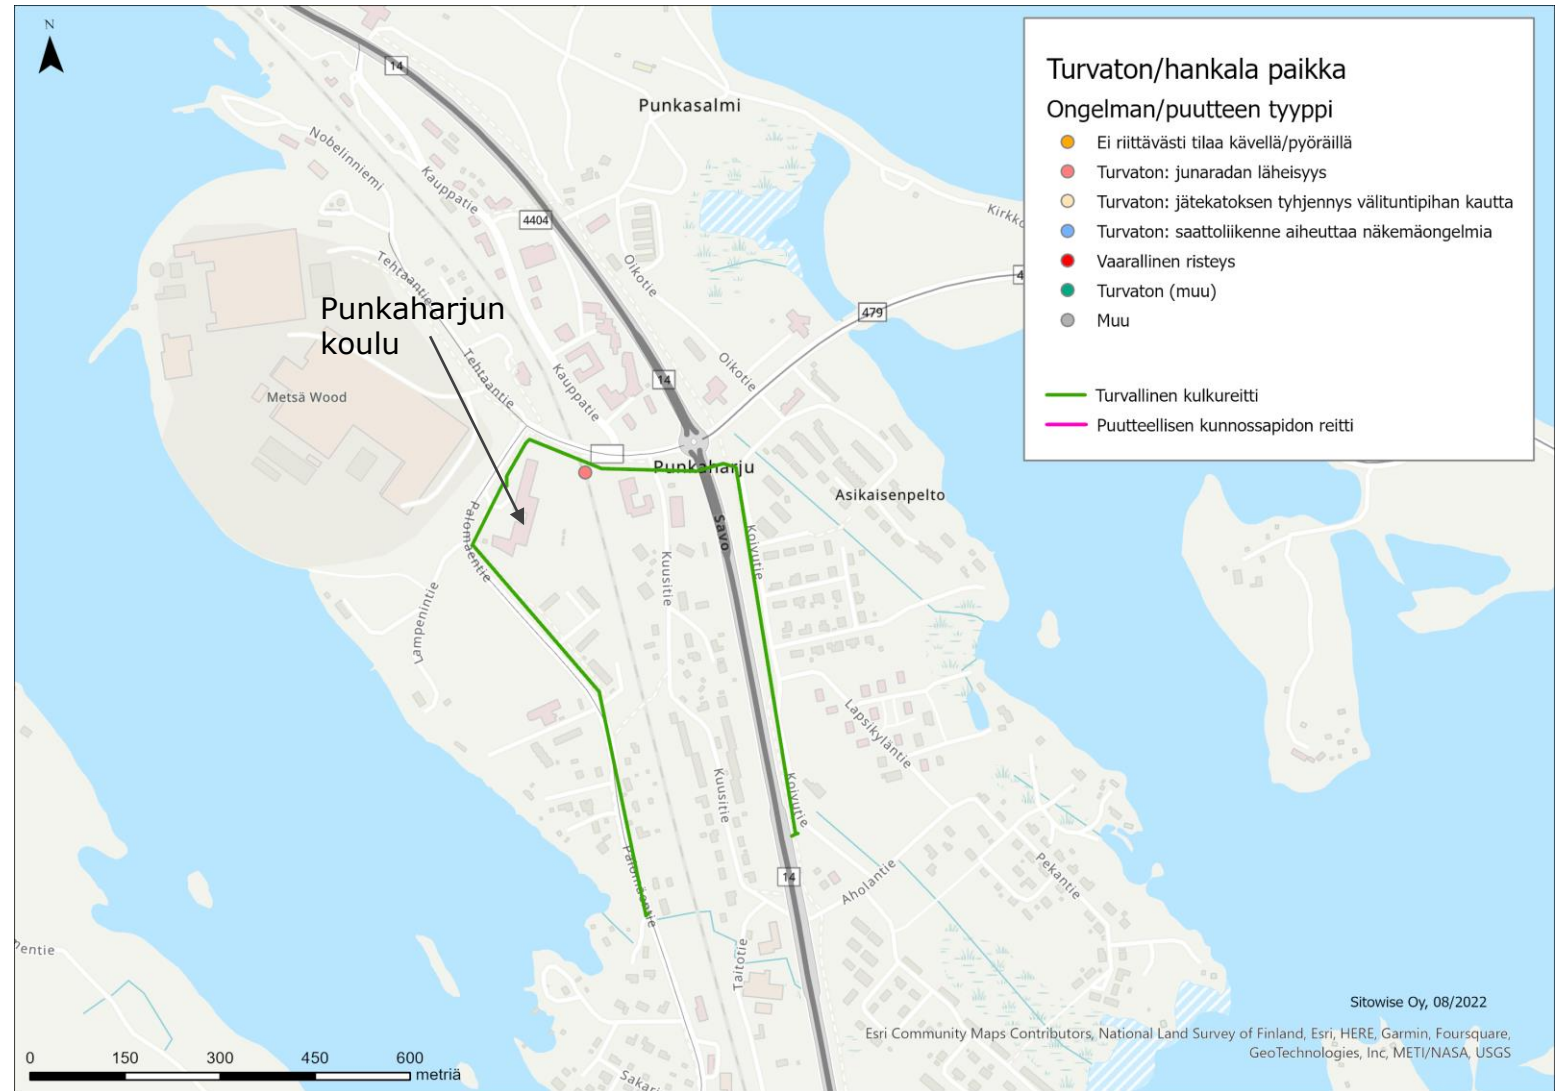 N
14
Punkasalmi
Nobelinniemi
Kauppatie
4404
Kirkko
Oikotie
Tehtaantie
4
479
Punkaharjun
koulu
Tehtaantie
Oikotie
Kauppatie
14
Metsä Wood
Punkaharju
Asikaisenpelto
Palomäentie
Savo
Koivutie
Kuusitie
Lampenintie
Lapsikyläntie
Kuusitie
Koivutie
14
Aholantie
Pekantie
Palomäentie
Taitotie
entie
Sakari
Turvaton/hankala paikka
Ongelman/puutteen tyyppi
Ei riittävästi tilaa kävellä/pyöräillä
Turvaton: junaradan läheisyys
Turvaton: jätekatoksen tyhjennys välituntipihan kautta
Turvaton: saattoliikenne aiheuttaa näkemäongelmia
Vaarallinen risteys
Turvaton (muu)
Muu
Turvallinen kulkureitti
Puutteellisen kunnossapidon reitti
Sitowise Oy, 08/2022
Esri Community Maps Contributors, National Land Survey of Finland, Esri, HERE, Garmin, Foursquare,
GeoTechnologies, Inc, METI/NASA, USGS
0 150 300 450 600
metriä